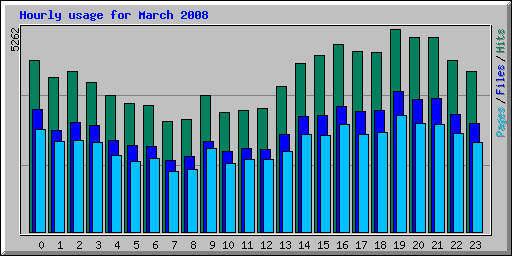 Hourly usage for March 2008
5262
Pages / Files / Hits
0 1 2 3 4 5 6 7 8 9 10 11 12 13 14 15 16 17 18 19 20 21 22 23